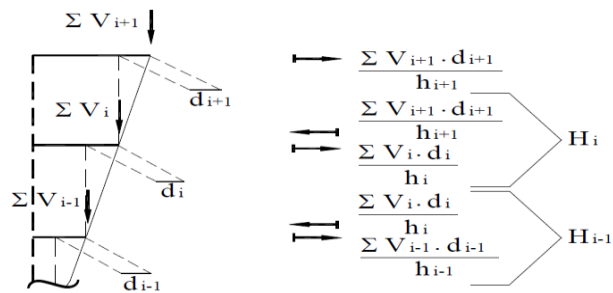 Σ V i+1
d i+1
Σ V i
d i
Σ V i-1
d i-1
Σ V i+1 · d i+1
h i+1
Σ V i+1 · d i+1
h i+1
Σ V i · d i
h i
H i
Σ V i · d i
h i
Σ V i-1 · d i-1
h i-1
H i-1